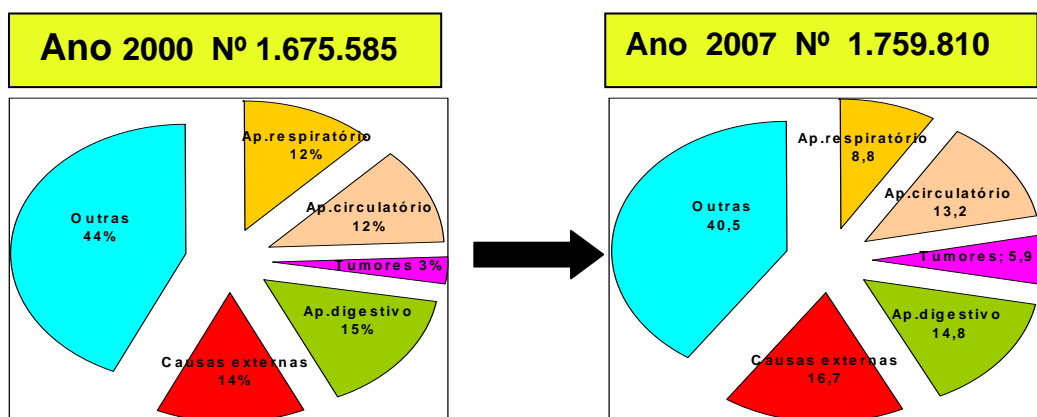 Ano 2000 Nº 1.675.585
Ap.respiratório
12%
Ap.circulatório
12%
Tumores 3%
Ap.digestivo
15%
Causas externas
14%
Outras
44%
Ano 2007 Nº 1.759.810
Ap.respiratório
8,8
Ap.circulatório
13,2
Tumores; 5,9
Ap.digestivo
14,8
Causas externas
16,7
Outras
40,5